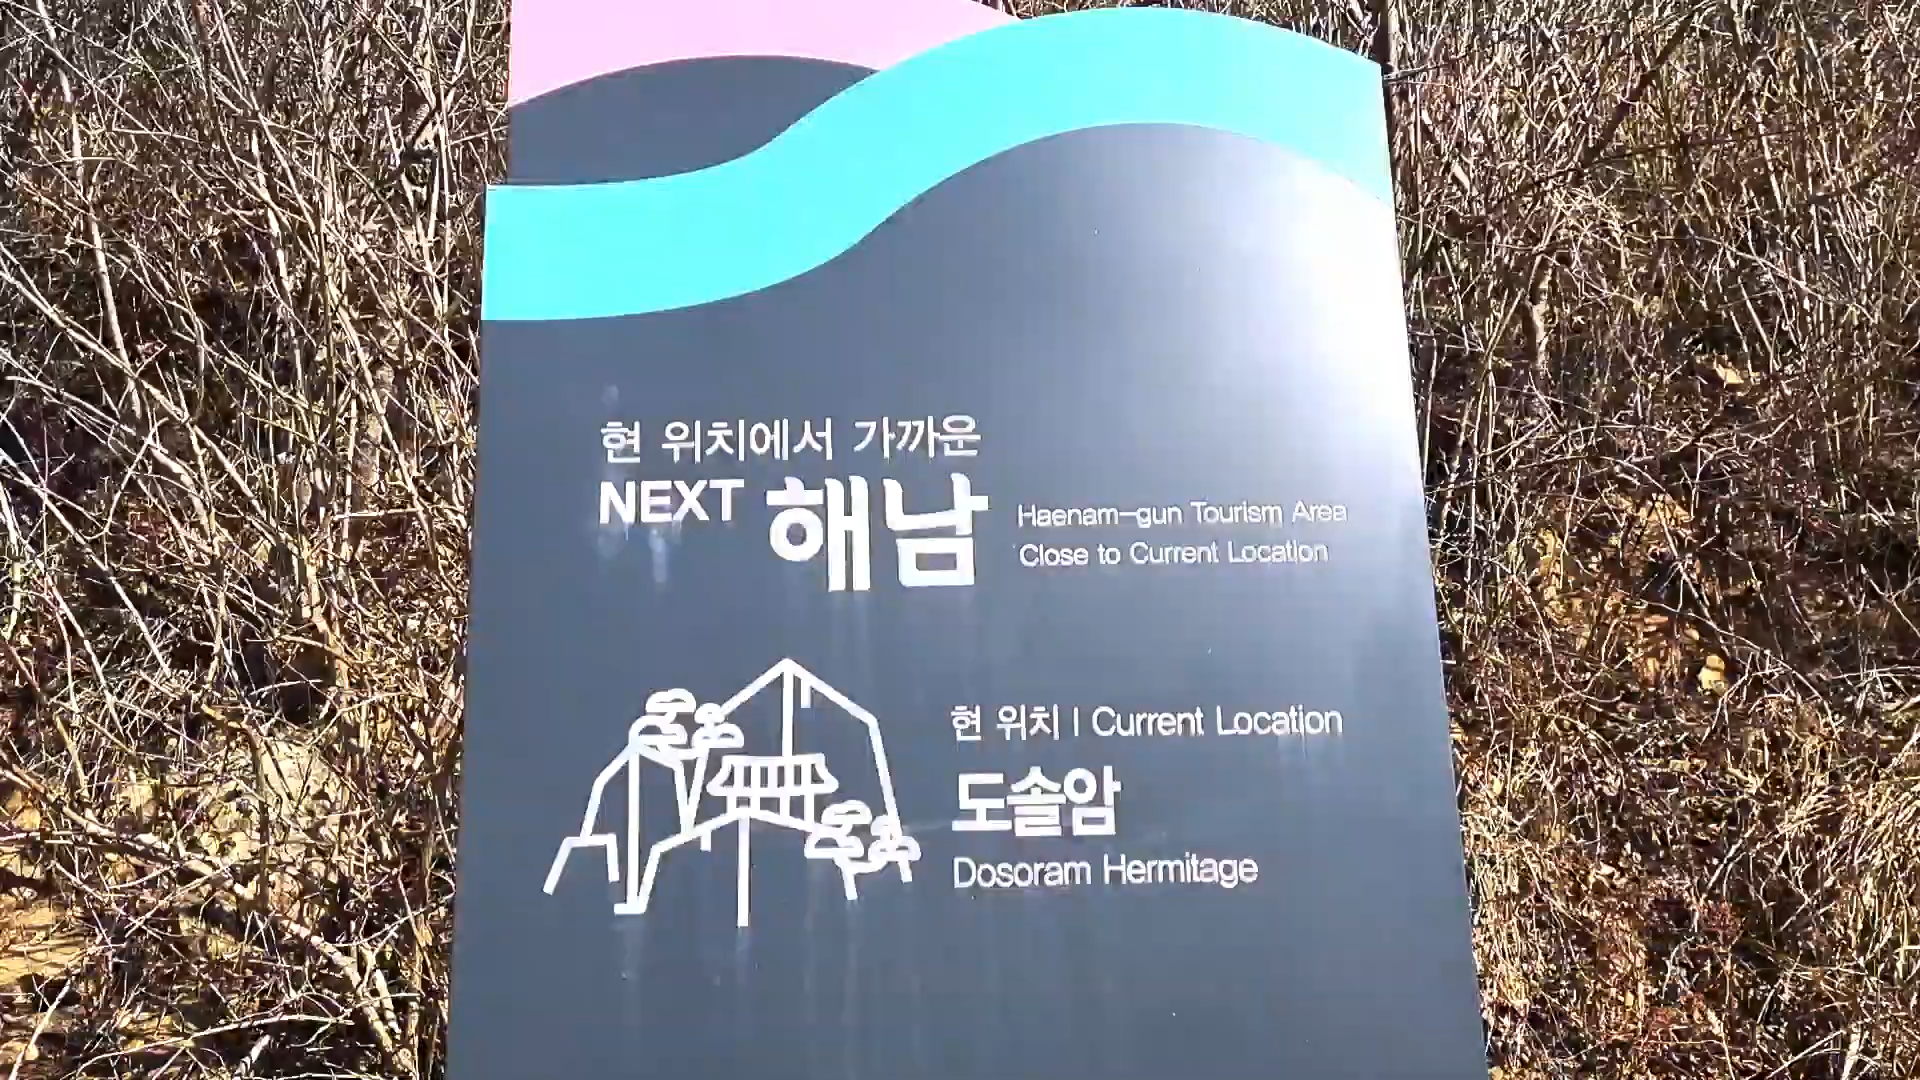 현 위치에서 가까운
NEXT 해남
Haenam-gun Tourism Area
Close to Current Location
현 위치 | Current Location
도솔암
Dosoram Hermitage